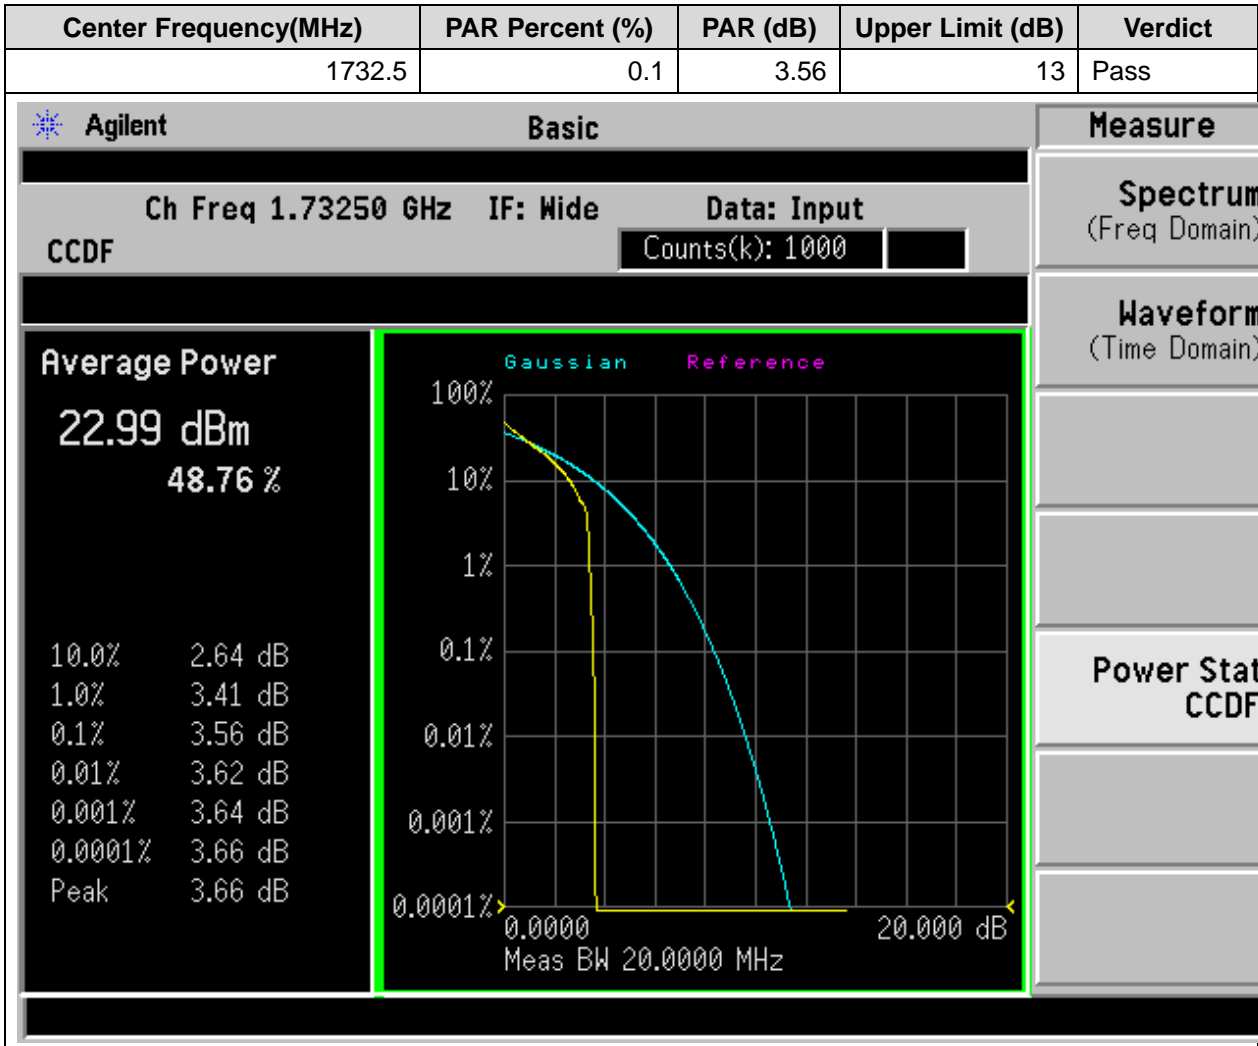 Center Frequency(MHz) PAR Percent (%) PAR (dB) Upper Limit (dB) Verdict
1732.5 0.1 3.56 13 Pass
Agilent Basic Measure
Ch Freq 1.73250 GHz IF: Wide Data: Input
CCDF Counts(k): 1000
Spectrum
(Freq Domain)
Waveform
(Time Domain)
Power Stat
CCDF
Average Power
22.99 dBm
48.76 %
10.0% 2.64 dB
1.0% 3.41 dB
0.1% 3.56 dB
0.01% 3.62 dB
0.001% 3.64 dB
0.0001% 3.66 dB
Peak 3.66 dB
Gaussian Reference
100%
10%
1%
0.1%
0.01%
0.001%
0.0001%
0.0000 20.000 dB
Meas BW 20.0000 MHz